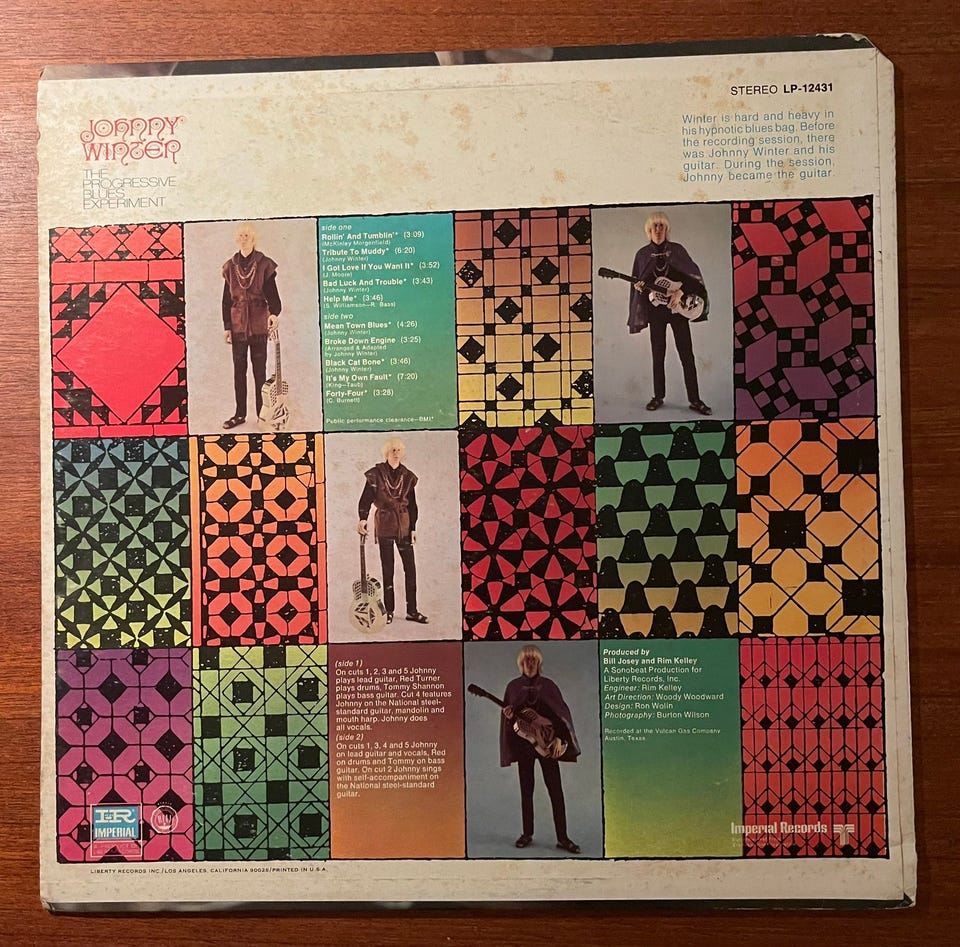 STEREO LP-12431
JOHNNY
WINTER
THE
PROGRESSIVE
BLUES
EXPERIMENT
Winter is hard and heavy in
his hypnotic blues bag. Before
the recording session, there
was Johnny Winter and his
guitar. During the session,
Johnny became the guitar.
side one
Rollin' And Tumblin'* (3:09)
(McKinley Morgenfield)
Tribute To Muddy* (6:20)
(Johnny Winter)
I Got Love If You Want It* (3:52)
(J. Moore)
Bad Luck And Trouble* (3:43)
(Johnny Winter)
Help Me* (3:46)
(S. Williamson—R. Bass)
side two
Mean Town Blues* (4:26)
(Johnny Winter)
Broke Down Engine (3:25)
(Arranged & Adapted
by Johnny Winter)
Black Cat Bone* (3:46)
(Johnny Winter)
It's My Own Fault* (7:20)
(King—Taub)
Forty-Four* (3:28)
(C. Burnett)
Public performance clearance—BMI*
(side 1)
On cuts 1, 2, 3 and 5 Johnny
plays lead guitar, Red Turner
plays drums, Tommy Shannon
plays bass guitar. Cut 4 features
Johnny on the National steel-
standard guitar, mandolin and
mouth harp. Johnny does
all vocals.
(side 2)
On cuts 1, 3, 4 and 5 Johnny
on lead guitar and vocals, Red
on drums and Tommy on bass
guitar. On cut 2 Johnny sings
with self-accompaniment on
the National steel-standard
guitar.
Produced by
Bill Josey and Rim Kelley
A Sonobeat Production for
Liberty Records, Inc.
Engineer: Rim Kelley
Art Direction: Woody Woodward
Design: Ron Wolin
Photography: Burton Wilson
Recorded at the Vulcan Gas Company
Austin, Texas
IR
IMPERIAL
Imperial Records
LIBERTY RECORDS INC./LOS ANGELES, CALIFORNIA 90028/PRINTED IN U.S.A.